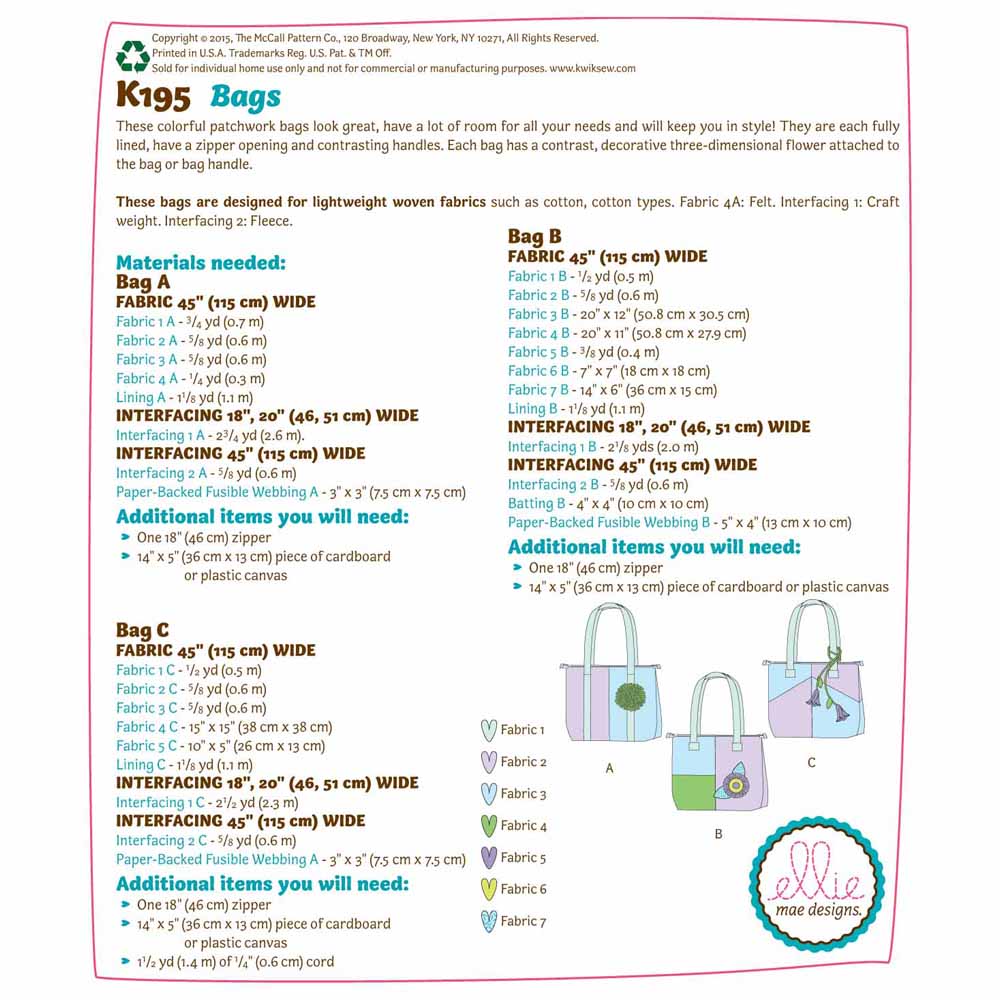 Copyright © 2015, The McCall Pattern Co., 120 Broadway, New York, NY 10271, All Rights Reserved.
Printed in U.S.A. Trademarks Reg. U.S. Pat. & TM Off.
Sold for individual home use only and not for commercial or manufacturing purposes. www.kwiksew.com
K195 Bags
These colorful patchwork bags look great, have a lot of room for all your needs and will keep you in style! They are each fully
lined, have a zipper opening and contrasting handles. Each bag has a contrast, decorative three-dimensional flower attached to
the bag or bag handle.
These bags are designed for lightweight woven fabrics such as cotton, cotton types. Fabric 4A: Felt. Interfacing 1: Craft
weight. Interfacing 2: Fleece.
Materials needed:
Bag A
FABRIC 45" (115 cm) WIDE
Fabric 1 A - 3/4 yd (0.7 m)
Fabric 2 A - 5/8 yd (0.6 m)
Fabric 3 A - 5/8 yd (0.6 m)
Fabric 4 A - 1/4 yd (0.3 m)
Lining A - 1 1/8 yd (1.1 m)
INTERFACING 18", 20" (46, 51 cm) WIDE
Interfacing 1 A - 2 3/4 yd (2.6 m).
INTERFACING 45" (115 cm) WIDE
Interfacing 2 A - 5/8 yd (0.6 m)
Paper-Backed Fusible Webbing A - 3" x 3" (7.5 cm x 7.5 cm)
Additional items you will need:
One 18" (46 cm) zipper
14" x 5" (36 cm x 13 cm) piece of cardboard
or plastic canvas
Bag B
FABRIC 45" (115 cm) WIDE
Fabric 1 B - 1/2 yd (0.5 m)
Fabric 2 B - 5/8 yd (0.6 m)
Fabric 3 B - 20" x 12" (50.8 cm x 30.5 cm)
Fabric 4 B - 20" x 11" (50.8 cm x 27.9 cm)
Fabric 5 B - 3/8 yd (0.4 m)
Fabric 6 B - 7" x 7" (18 cm x 18 cm)
Fabric 7 B - 14" x 6" (36 cm x 15 cm)
Lining B - 1 1/8 yd (1.1 m)
INTERFACING 18", 20" (46, 51 cm) WIDE
Interfacing 1 B - 2 1/8 yds (2.0 m)
INTERFACING 45" (115 cm) WIDE
Interfacing 2 B - 5/8 yd (0.6 m)
Batting B - 4" x 4" (10 cm x 10 cm)
Paper-Backed Fusible Webbing B - 5" x 4" (13 cm x 10 cm)
Additional items you will need:
One 18" (46 cm) zipper
14" x 5" (36 cm x 13 cm) piece of cardboard or plastic canvas
Bag C
FABRIC 45" (115 cm) WIDE
Fabric 1 C - 1/2 yd (0.5 m)
Fabric 2 C - 5/8 yd (0.6 m)
Fabric 3 C - 5/8 yd (0.6 m)
Fabric 4 C - 15" x 15" (38 cm x 38 cm)
Fabric 5 C - 10" x 5" (26 cm x 13 cm)
Lining C - 1 1/8 yd (1.1 m)
INTERFACING 18", 20" (46, 51 cm) WIDE
Interfacing 1 C - 2 1/2 yd (2.3 m)
INTERFACING 45" (115 cm) WIDE
Interfacing 2 C - 5/8 yd (0.6 m)
Paper-Backed Fusible Webbing A - 3" x 3" (7.5 cm x 7.5 cm)
Additional items you will need:
One 18" (46 cm) zipper
14" x 5" (36 cm x 13 cm) piece of cardboard
or plastic canvas
1 1/2 yd (1.4 m) of 1/4" (0.6 cm) cord
Fabric 1
Fabric 2
Fabric 3
Fabric 4
Fabric 5
Fabric 6
Fabric 7
A
B
C
ellie
mae designs.